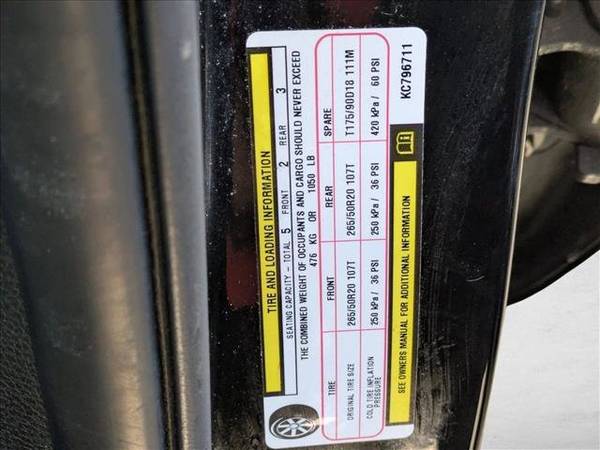 TIRE AND LOADING INFORMATION
SEATING CAPACITY - TOTAL 5 FRONT 2 REAR 3
THE COMBINED WEIGHT OF OCCUPANTS AND CARGO SHOULD NEVER EXCEED
476 KG OR 1050 LB
TIRE FRONT REAR SPARE
ORIGINAL TIRE SIZE 265/50R20 107T 265/50R20 107T T175/90D18 111M
COLD TIRE INFLATION PRESSURE 250 kPa / 36 PSI 250 kPa / 36 PSI 420 kPa / 60 PSI
SEE OWNERS MANUAL FOR ADDITIONAL INFORMATION
KC796711